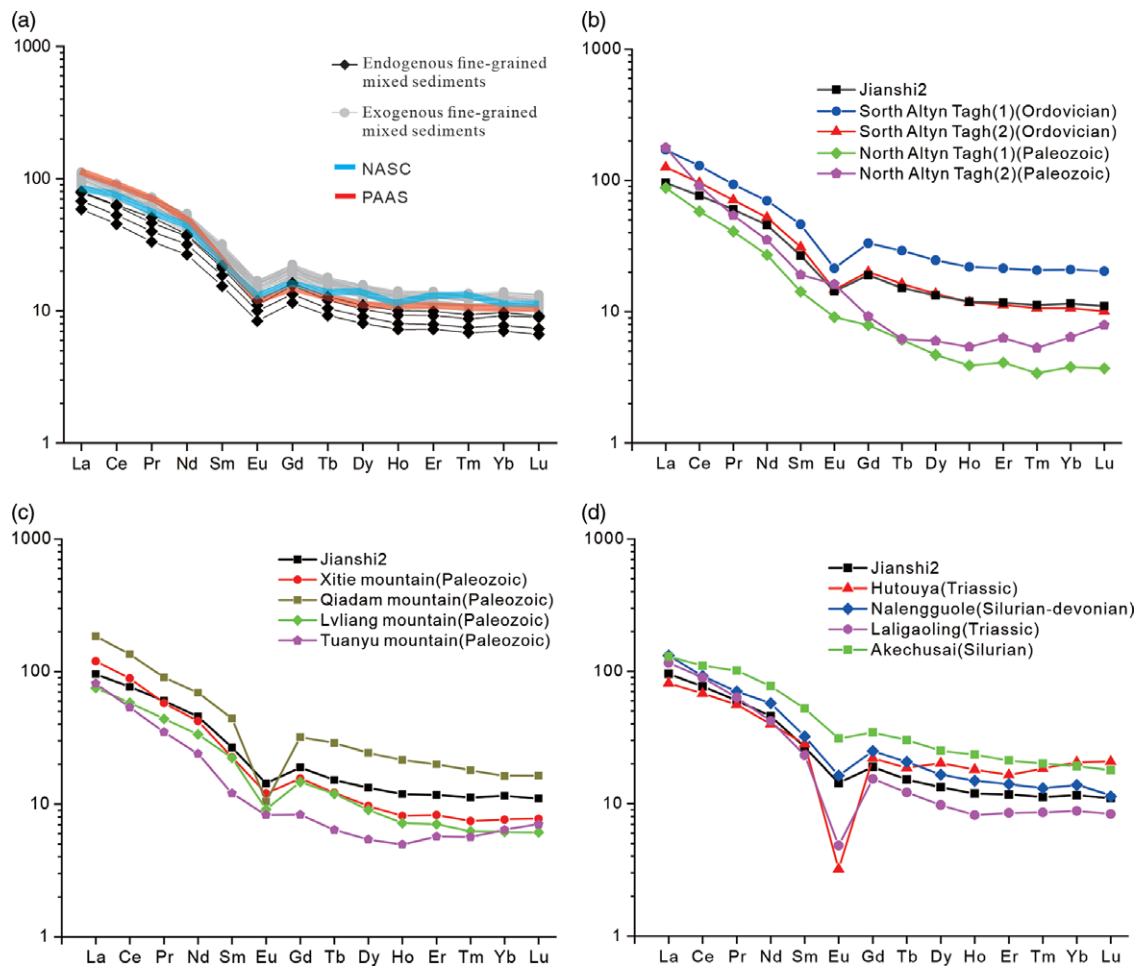 (a)
1000
100
10
1
Endogenous fine-grained
mixed sediments
Exogenous fine-grained
mixed sediments
NASC
PAAS
La Ce Pr Nd Sm Eu Gd Tb Dy Ho Er Tm Yb Lu
(b)
1000
100
10
1
Jianshi2
Sorth Altyn Tagh(1)(Ordovician)
Sorth Altyn Tagh(2)(Ordovician)
North Altyn Tagh(1)(Paleozoic)
North Altyn Tagh(2)(Paleozoic)
La Ce Pr Nd Sm Eu Gd Tb Dy Ho Er Tm Yb Lu
(c)
1000
100
10
1
Jianshi2
Xitie mountain(Paleozoic)
Qiadam mountain(Paleozoic)
Lvliang mountain(Paleozoic)
Tuanyu mountain(Paleozoic)
La Ce Pr Nd Sm Eu Gd Tb Dy Ho Er Tm Yb Lu
(d)
1000
100
10
1
Jianshi2
Hutouya(Triassic)
Nalengguole(Silurian-devonian)
Laligaoling(Triassic)
Akechusai(Silurian)
La Ce Pr Nd Sm Eu Gd Tb Dy Ho Er Tm Yb Lu